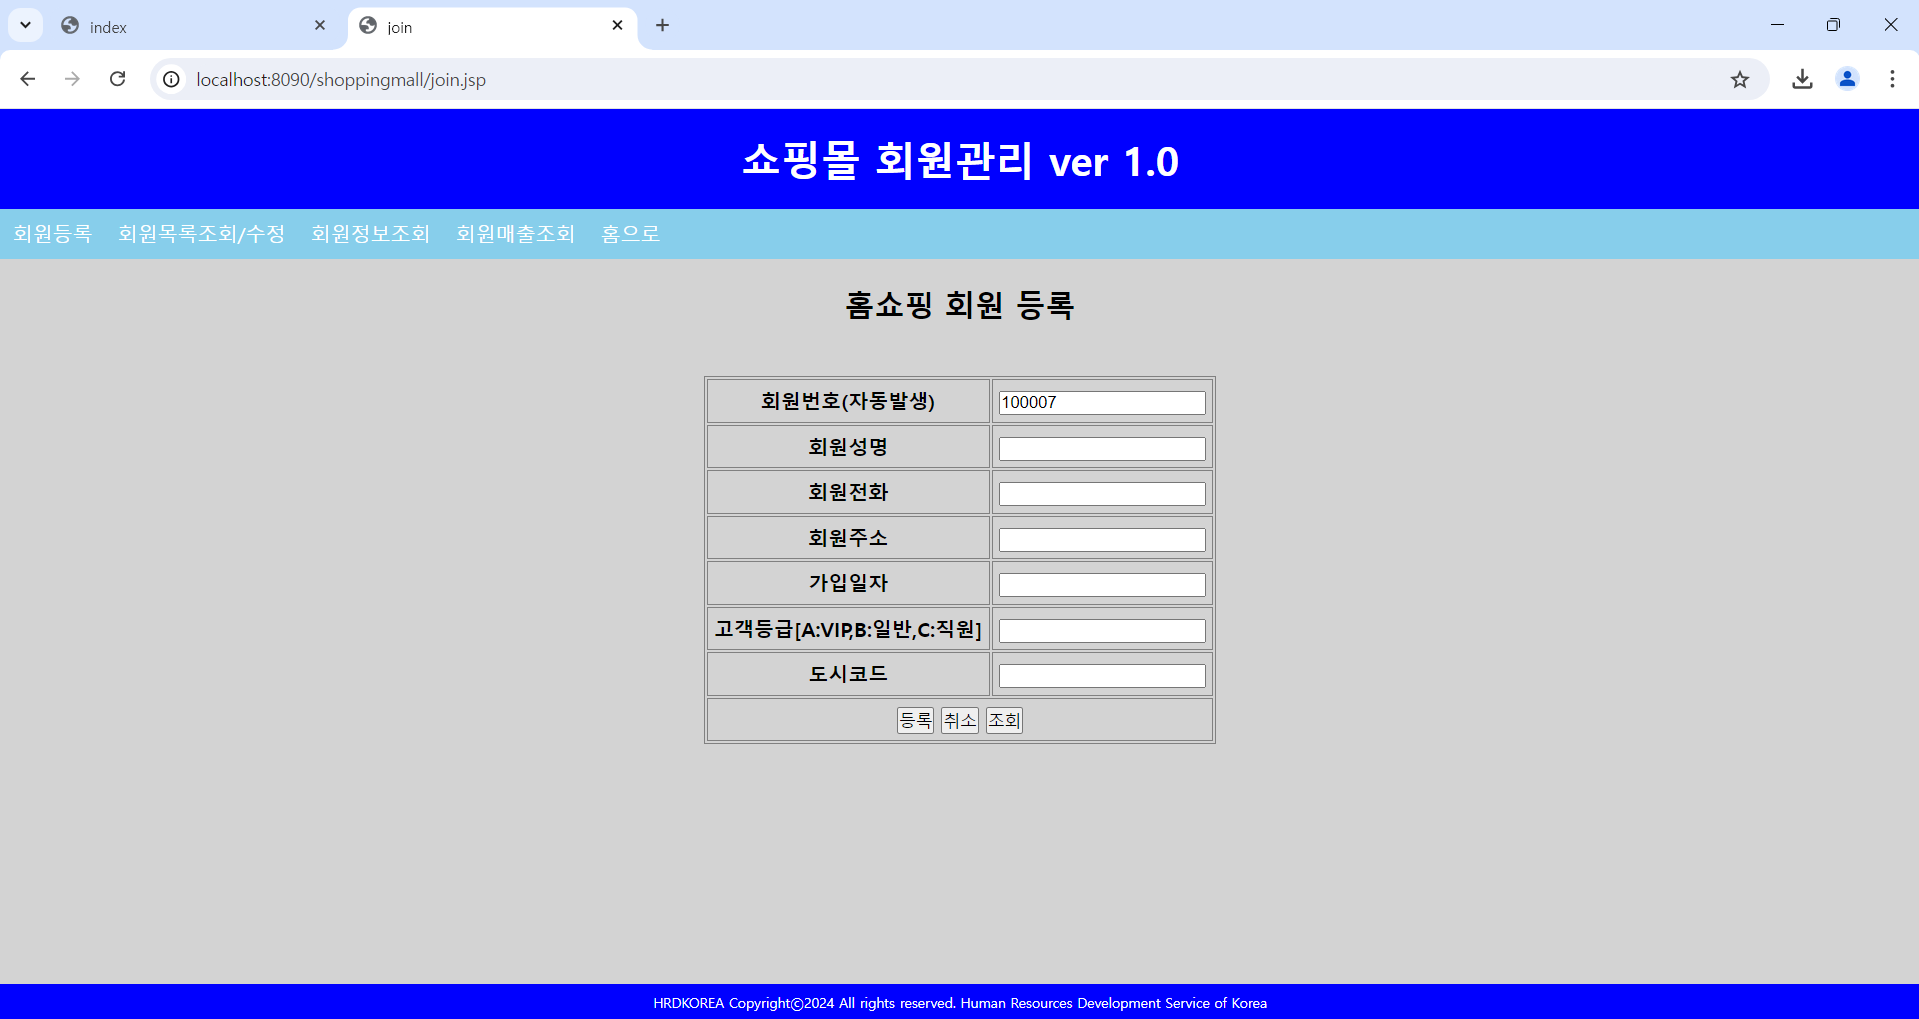 index
join
localhost:8090/shoppingmall/join.jsp
쇼핑몰 회원관리 ver 1.0
회원등록 회원목록조회/수정 회원정보조회 회원매출조회 홈으로
홈쇼핑 회원 등록
회원번호(자동발생) 100007
회원성명
회원전화
회원주소
가입일자
고객등급[A:VIP,B:일반,C:직원]
도시코드
등록 취소 조회
HRDKOREA Copyrightⓒ2024 All rights reserved. Human Resources Development Service of Korea